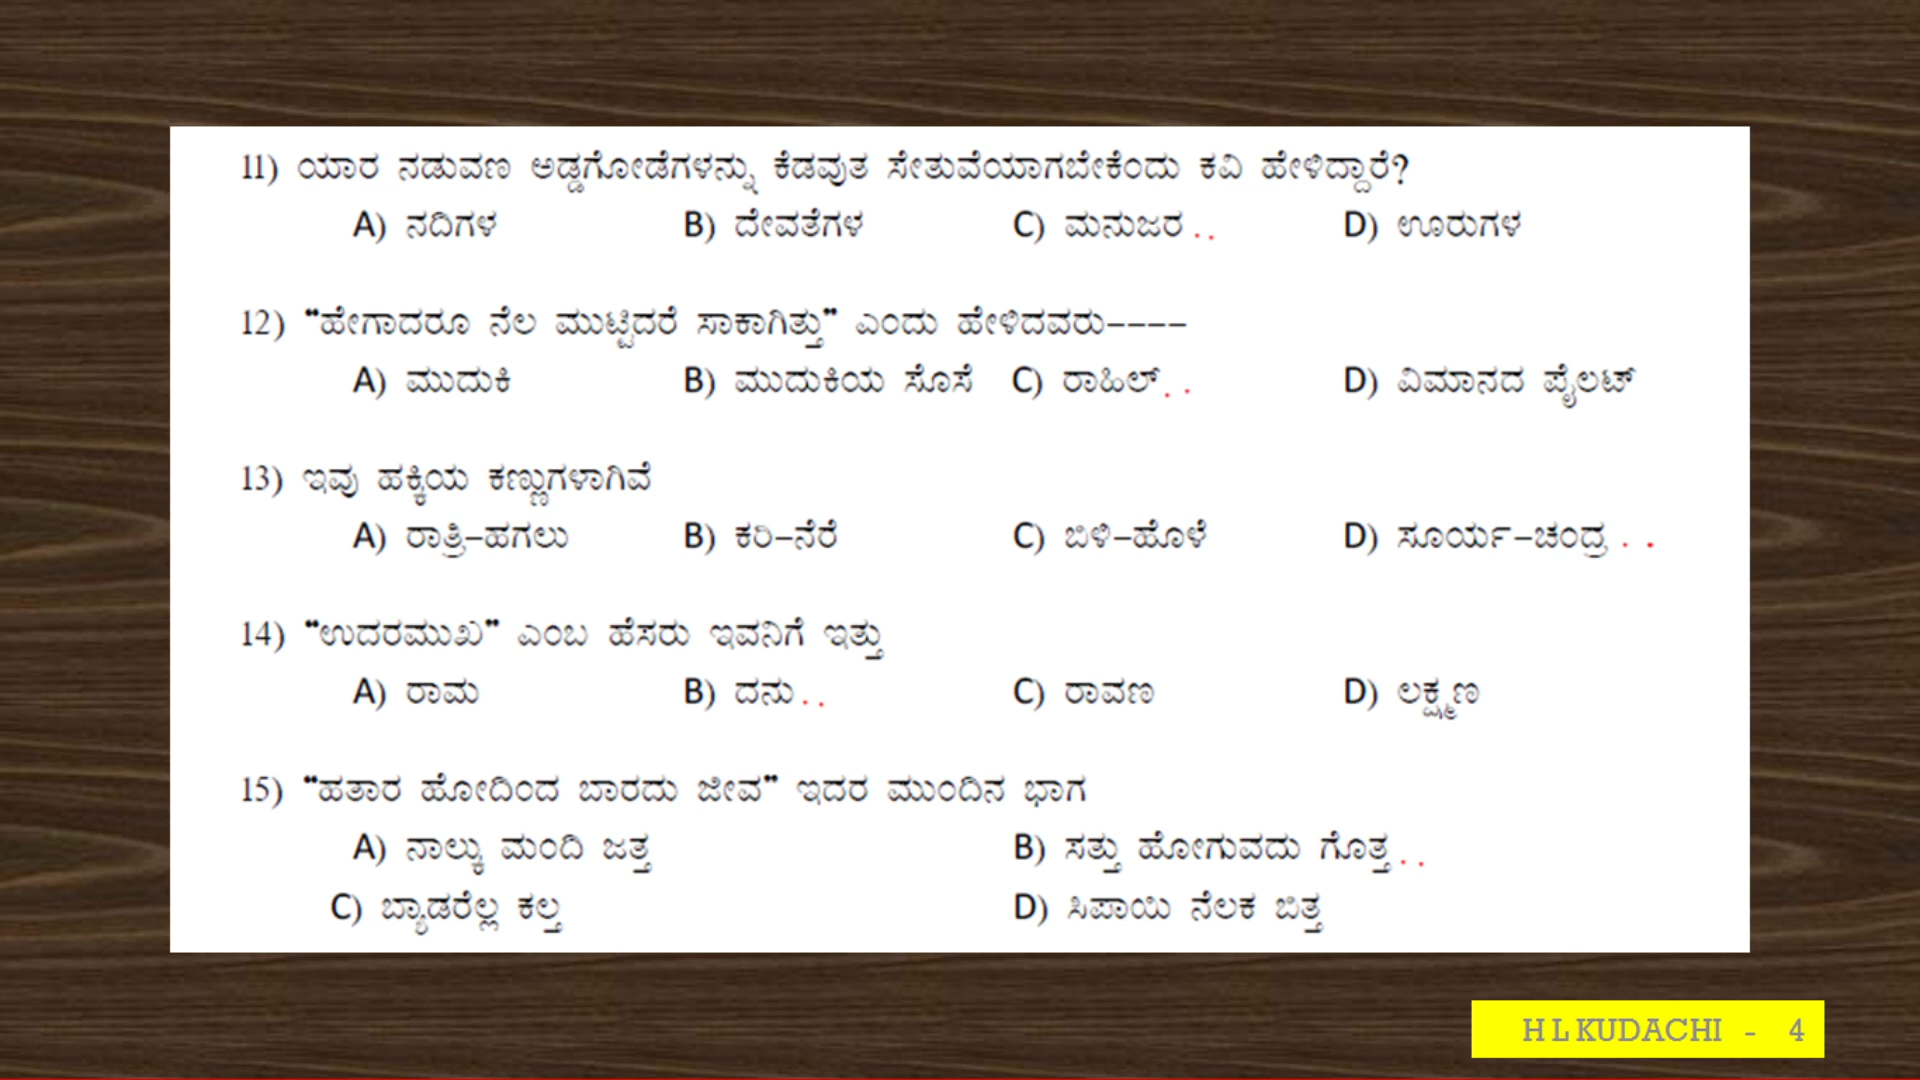 11) ಯಾರ ನಡುವಣ ಅಡ್ಡಗೋಡೆಗಳನ್ನು ಕೆಡವುತ ಸೇತುವೆಯಾಗಬೇಕೆಂದು ಕವಿ ಹೇಳಿದ್ದಾರೆ?
A) ನದಿಗಳ B) ದೇವತೆಗಳ C) ಮನುಜರ . . D) ಊರುಗಳ
12) “ಹೇಗಾದರೂ ನೆಲ ಮುಟ್ಟಿದರೆ ಸಾಕಾಗಿತ್ತು” ಎಂದು ಹೇಳಿದವರು----
A) ಮುದುಕಿ B) ಮುದುಕಿಯ ಸೊಸೆ C) ರಾಹಿಲ್ . . D) ವಿಮಾನದ ಪೈಲಟ್
13) ಇವು ಹಕ್ಕಿಯ ಕಣ್ಣುಗಳಾಗಿವೆ
A) ರಾತ್ರಿ-ಹಗಲು B) ಕರಿ-ನೆರೆ C) ಬಿಳಿ-ಹೊಳೆ D) ಸೂರ್ಯ-ಚಂದ್ರ . .
14) “ಉದರಮುಖ” ಎಂಬ ಹೆಸರು ಇವನಿಗೆ ಇತ್ತು
A) ರಾಮ B) ದನು . . C) ರಾವಣ D) ಲಕ್ಷ್ಮಣ
15) “ಹತಾರ ಹೋದಿಂದ ಬಾರದು ಜೀವ” ಇದರ ಮುಂದಿನ ಭಾಗ
A) ನಾಲ್ಕು ಮಂದಿ ಜತ್ತ B) ಸತ್ತು ಹೋಗುವದು ಗೊತ್ತ . .
C) ಬ್ಯಾಡರೆಲ್ಲ ಕಲ್ತ D) ಸಿಪಾಯಿ ನೆಲಕ ಬಿತ್ತ
H L KUDACHI - 4